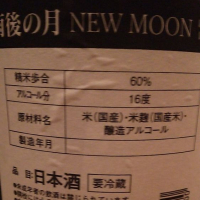 雨後の月 NEW MOON
精米歩合 60%
アルコール分 16度
原材料名 米(国産)・米麹(国産米)・
醸造アルコール
製造年月
品目 日本酒 要冷蔵